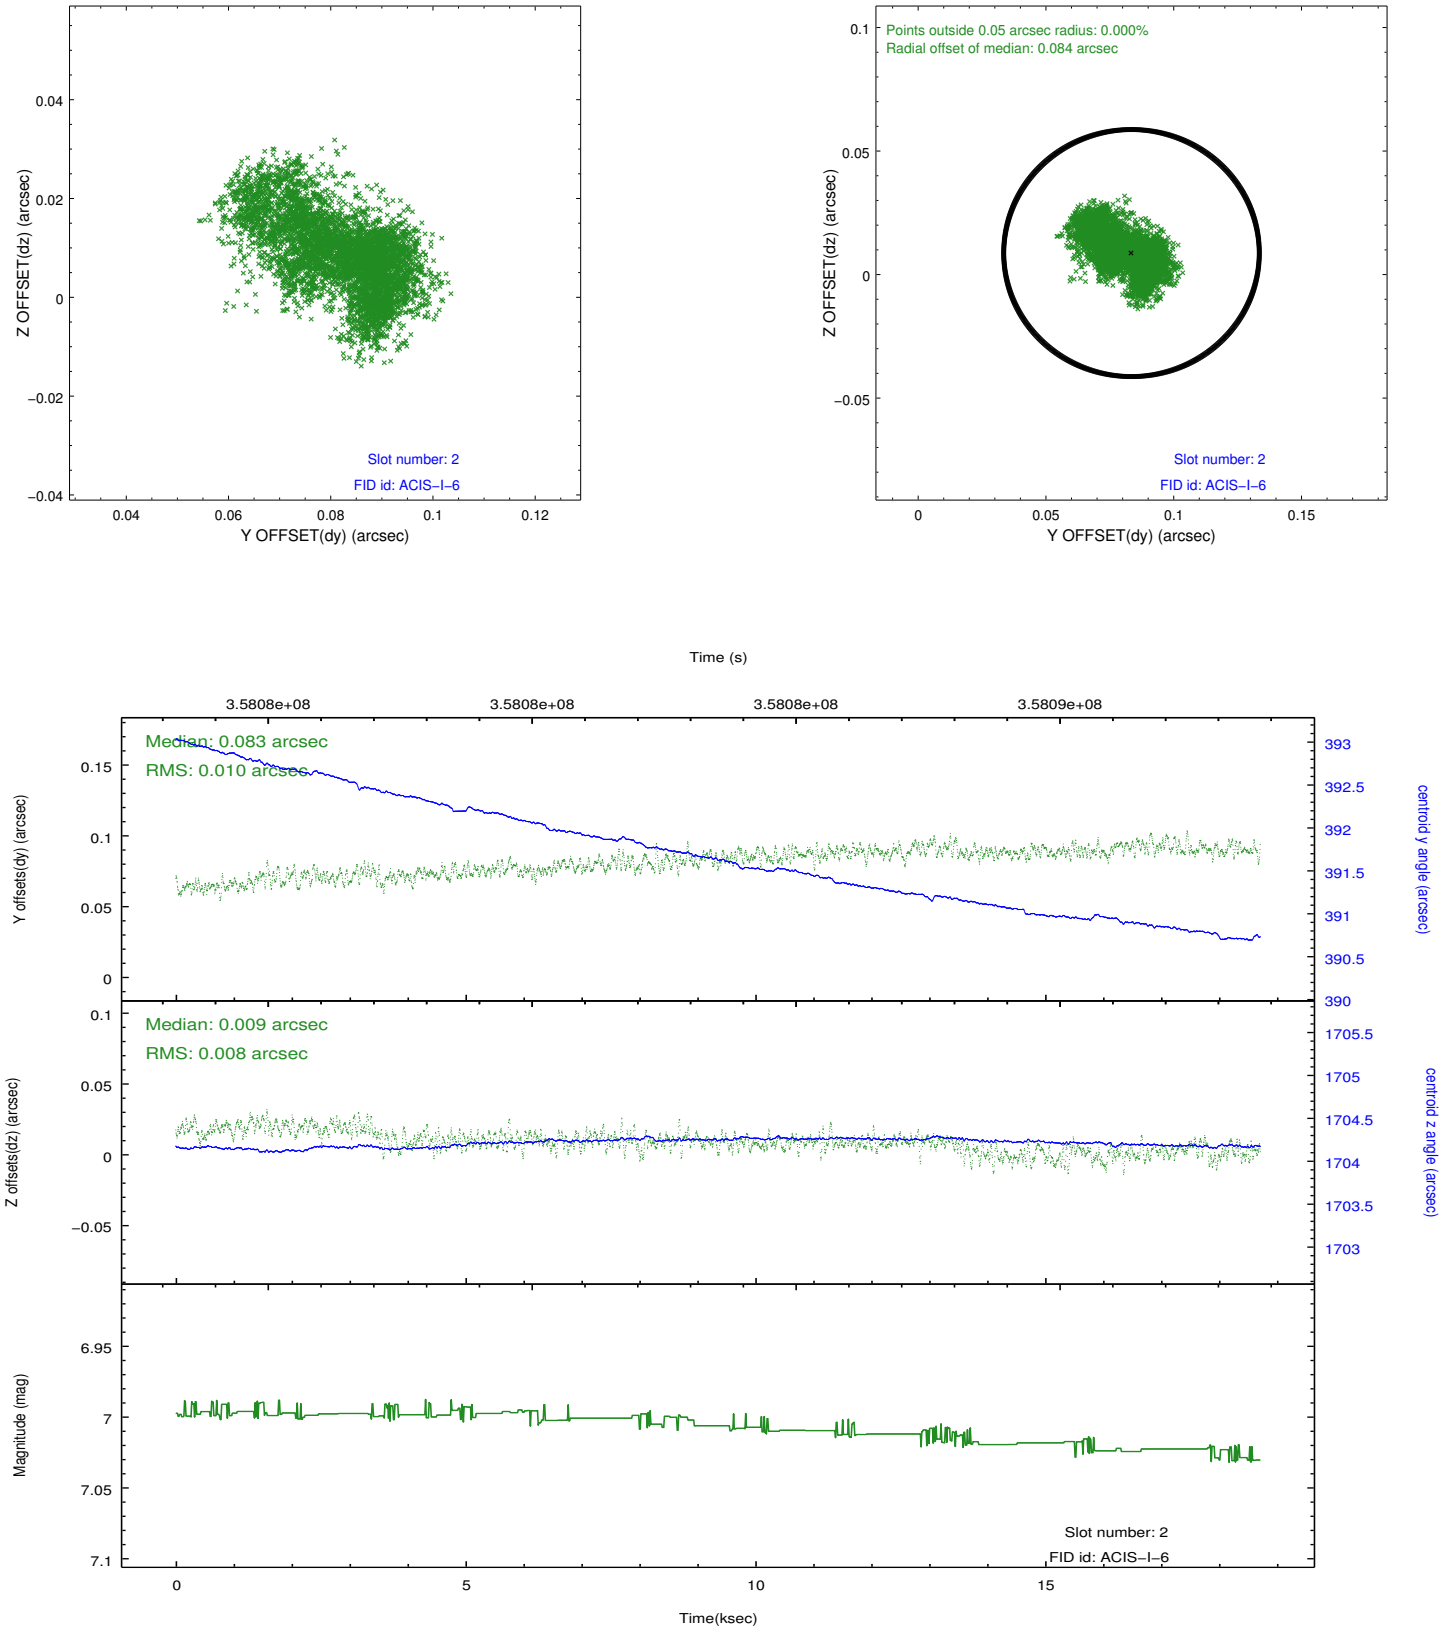 0.04
0.02
0
−0.02
−0.04
Z OFFSET(dz) (arcsec)
Slot number: 2
FID id: ACIS−I−6
0.04 0.06 0.08 0.1 0.12
Y OFFSET(dy) (arcsec)
Points outside 0.05 arcsec radius: 0.000%
Radial offset of median: 0.084 arcsec
0.1
0.05
0
−0.05
Z OFFSET(dz) (arcsec)
Slot number: 2
FID id: ACIS−I−6
0 0.05 0.1 0.15
Y OFFSET(dy) (arcsec)
Time (s)
3.5808e+08 3.5808e+08 3.5808e+08 3.5809e+08
Median: 0.083 arcsec
RMS: 0.010 arcsec
0.15
0.1
0.05
0
Y offsets(dy) (arcsec)
393
392.5
392
391.5
391
390.5
390
centroid y angle (arcsec)
Median: 0.009 arcsec
RMS: 0.008 arcsec
0.1
0.05
0
−0.05
Z offsets(dz) (arcsec)
1705.5
1705
1704.5
1704
1703.5
1703
centroid z angle (arcsec)
6.95
7
7.05
7.1
Magnitude (mag)
Slot number: 2
FID id: ACIS−I−6
0 5 10 15
Time(ksec)